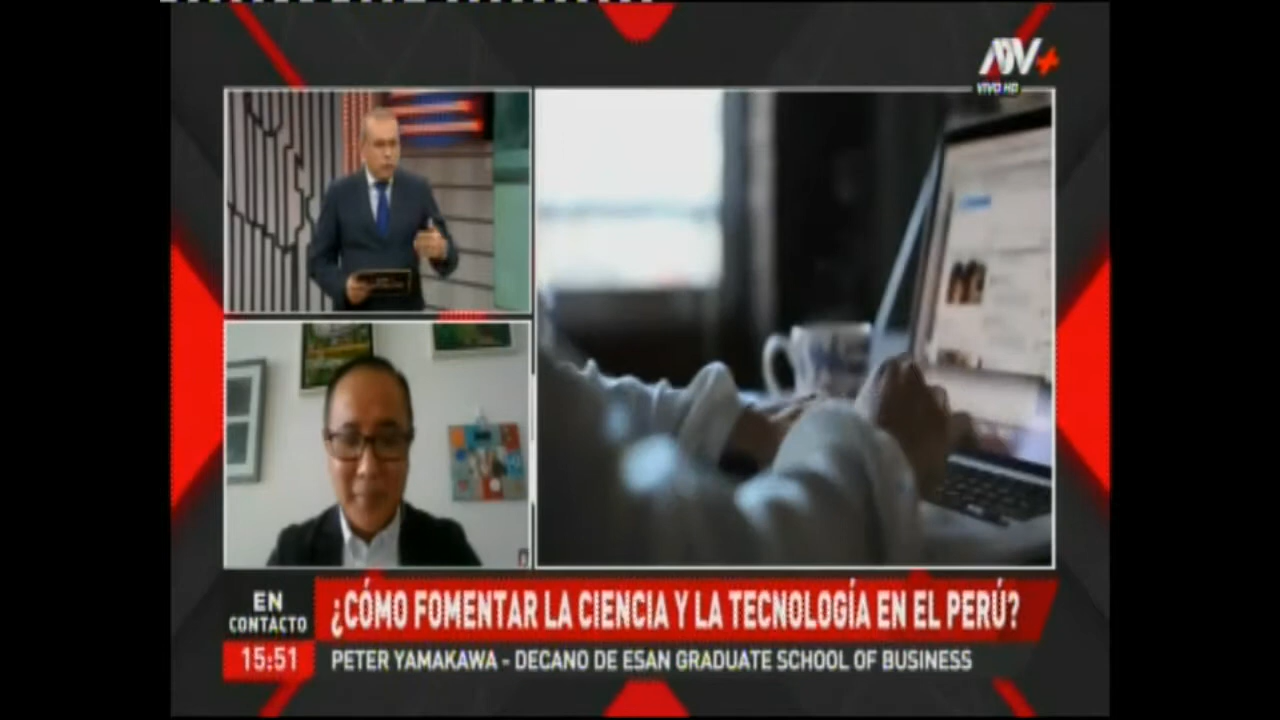 ATV+
VIVO HD
EN
CONTACTO
¿CÓMO FOMENTAR LA CIENCIA Y LA TECNOLOGÍA EN EL PERÚ?
15:51
PETER YAMAKAWA - DECANO DE ESAN GRADUATE SCHOOL OF BUSINESS